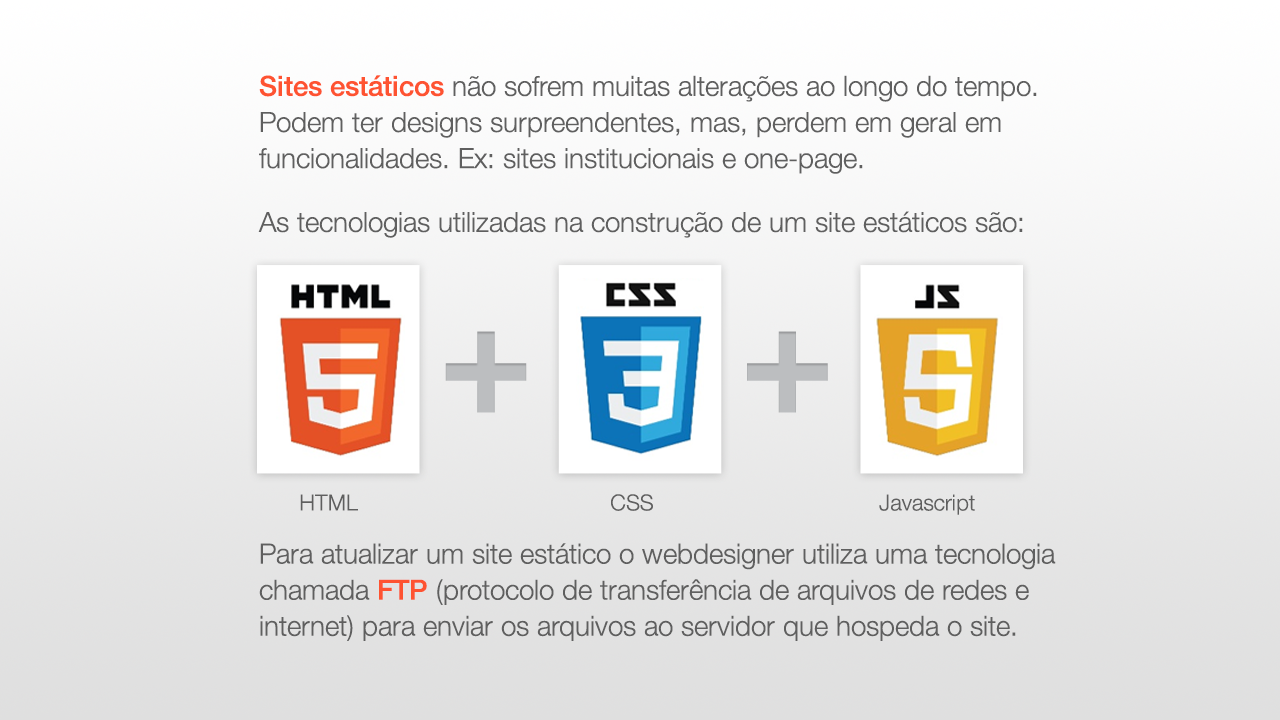 Sites estáticos não sofrem muitas alterações ao longo do tempo.
Podem ter designs surpreendentes, mas, perdem em geral em
funcionalidades. Ex: sites institucionais e one-page.
As tecnologias utilizadas na construção de um site estáticos são:
HTML
5
CSS
3
JS
5
HTML
CSS
Javascript
Para atualizar um site estático o webdesigner utiliza uma tecnologia
chamada FTP (protocolo de transferência de arquivos de redes e
internet) para enviar os arquivos ao servidor que hospeda o site.